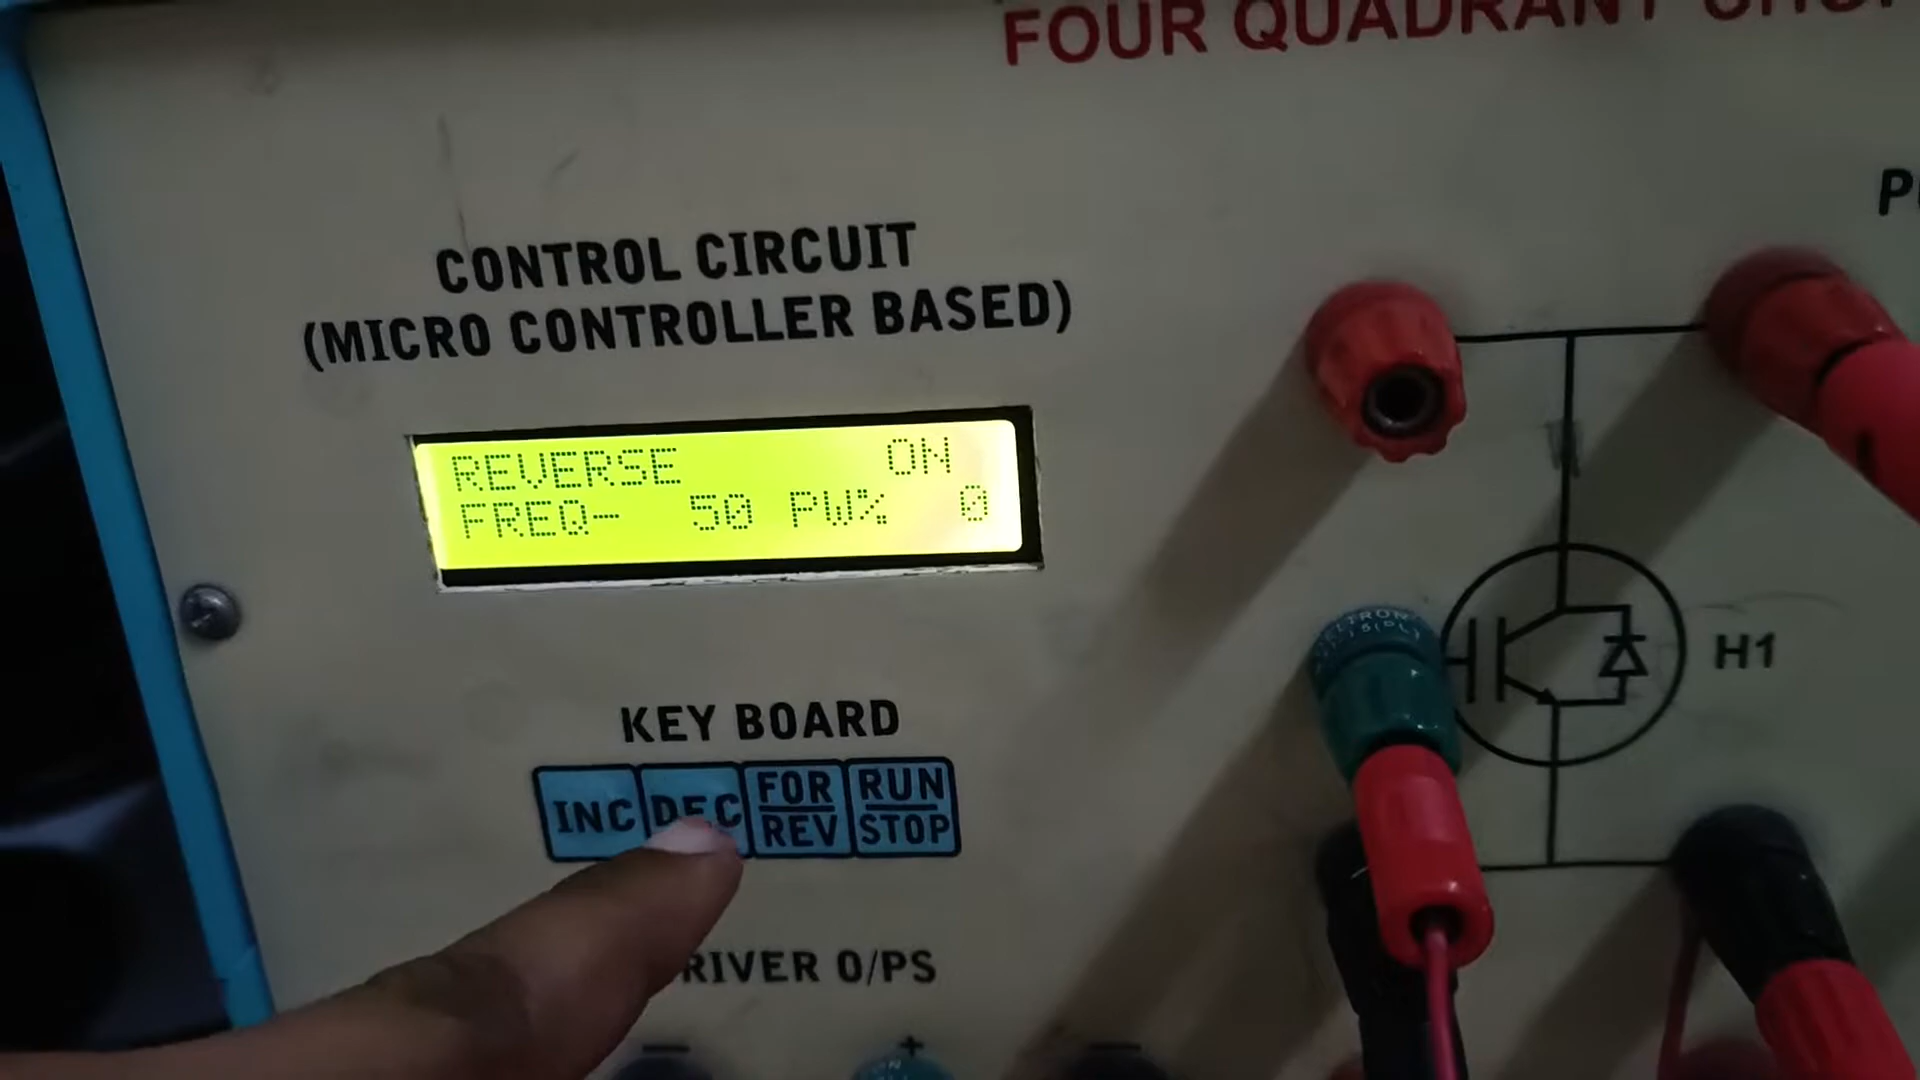 FOUR QUADRANT
CONTROL CIRCUIT
(MICRO CONTROLLER BASED)
REVERSE ON
FREQ- 50 PW% 0
H1
KEY BOARD
INC DEC FOR REV RUN STOP
RIVER O/PS
- + -